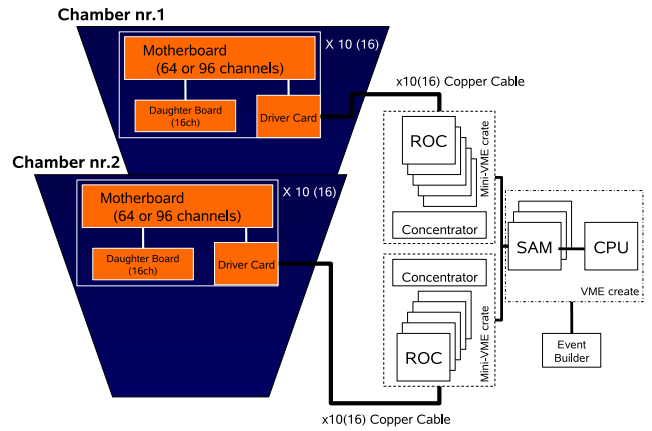 Chamber nr.1
X 10 (16)
Motherboard
(64 or 96 channels)
Daughter Board
(16ch)
Driver Card
x10(16) Copper Cable
ROC
Mini-VME crate
Concentrator
Chamber nr.2
X 10 (16)
Motherboard
(64 or 96 channels)
Daughter Board
(16ch)
Driver Card
Concentrator
ROC
Mini-VME crate
x10(16) Copper Cable
SAM
CPU
VME create
Event
Builder